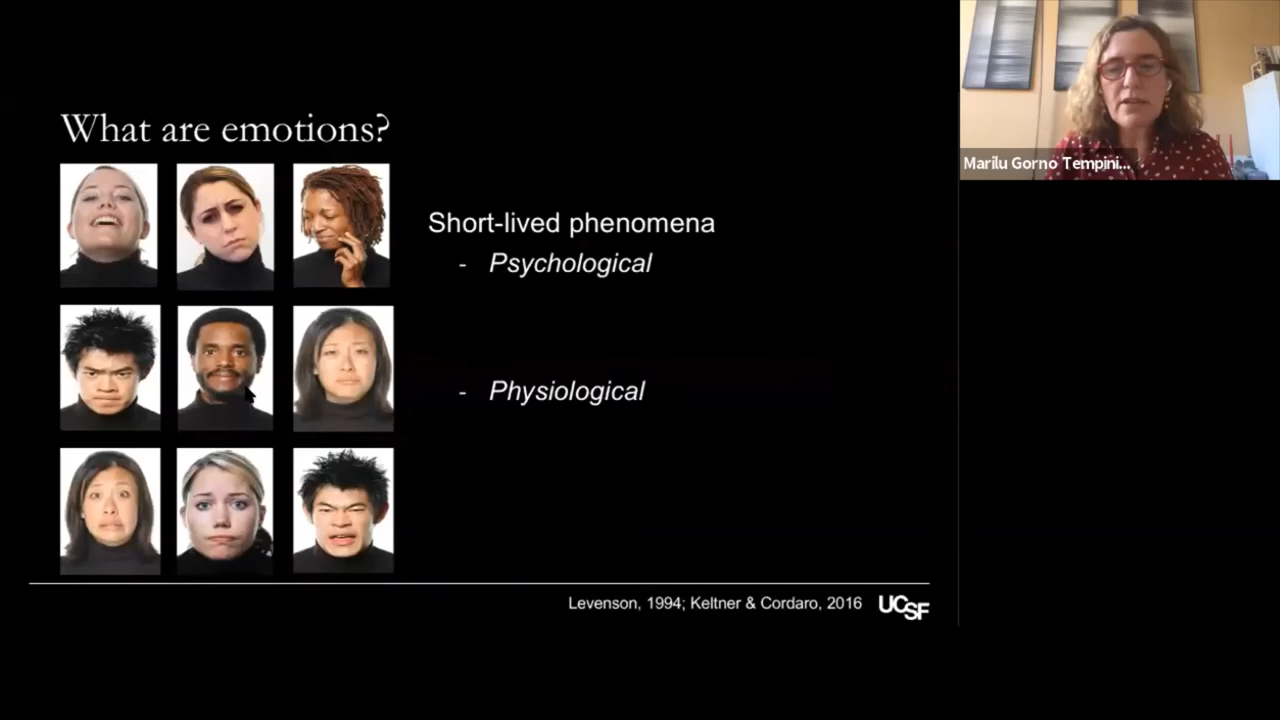 What are emotions?
Short-lived phenomena
- Psychological
- Physiological
Levenson, 1994; Keltner & Cordaro, 2016
UCSF
Marilu Gorno Tempini...